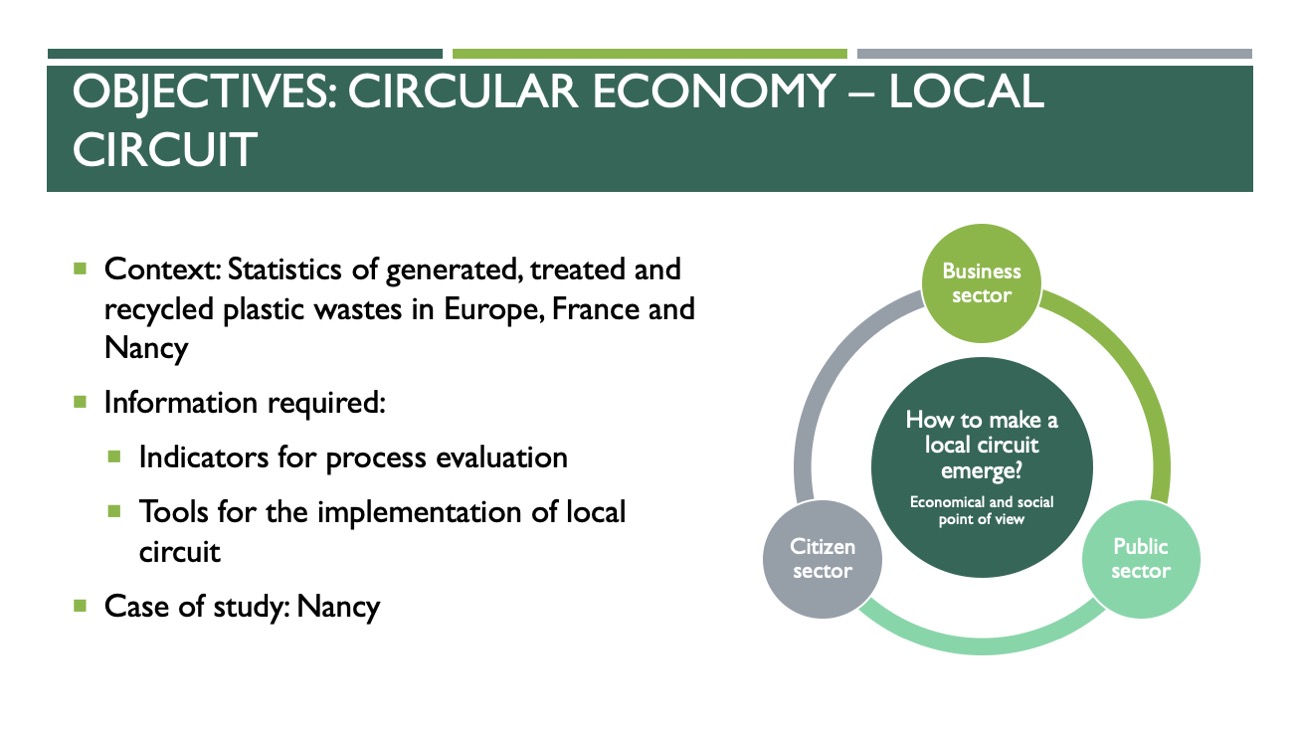 OBJECTIVES: CIRCULAR ECONOMY – LOCAL
CIRCUIT
Context: Statistics of generated, treated and
recycled plastic wastes in Europe, France and
Nancy
Information required:
Indicators for process evaluation
Tools for the implementation of local
circuit
Case of study: Nancy
Business
sector
How to make a
local circuit
emerge?
Economical and social
point of view
Citizen
sector
Public
sector